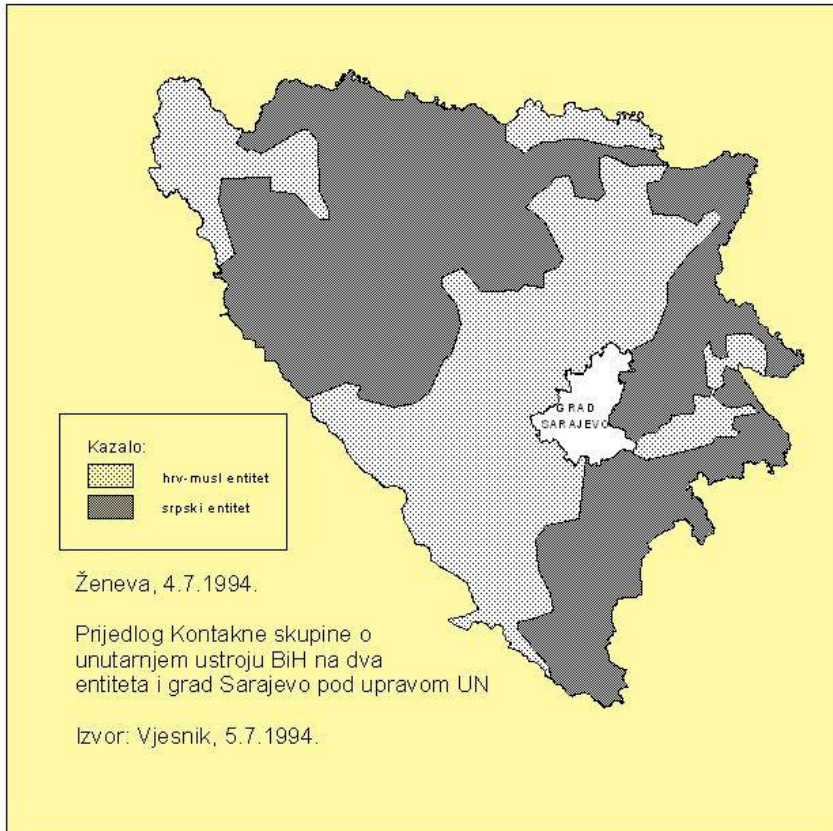 GRAD
SARAJEVO
Kazalo:
hrv-musl entitet
srpski entitet
Ženeva, 4.7.1994.
Prijedlog Kontakne skupine o
unutarnjem ustroju BiH na dva
entiteta i grad Sarajevo pod upravom UN
Izvor: Vjesnik, 5.7.1994.